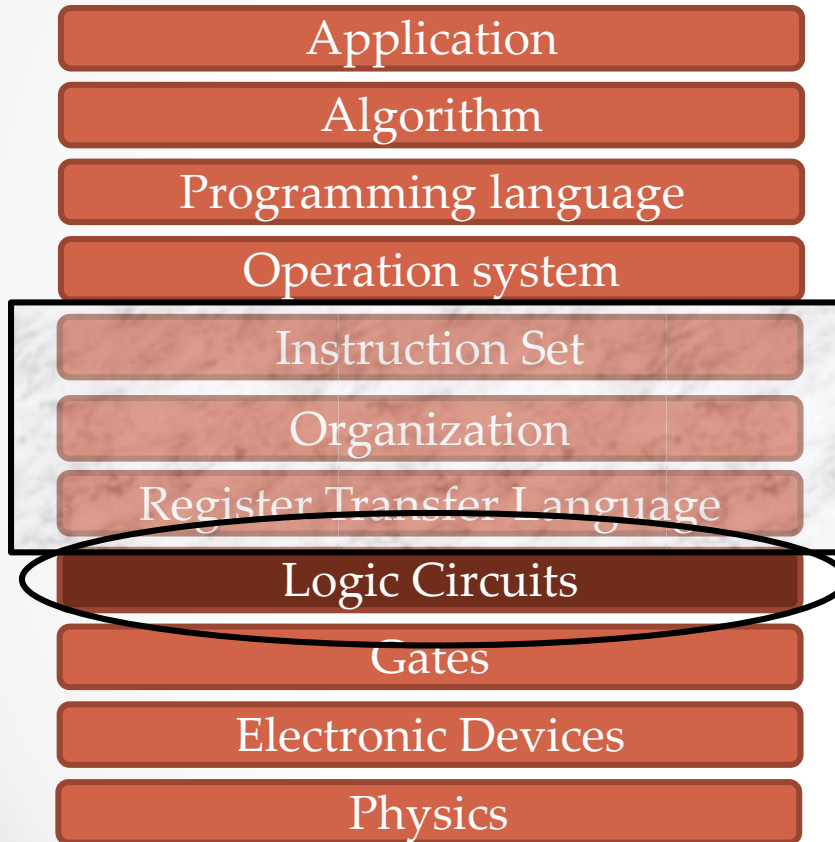 Application
Algorithm
Programming language
Operation system
Instruction Set
Organization
Register Transfer Language
Logic Circuits
Gates
Electronic Devices
Physics